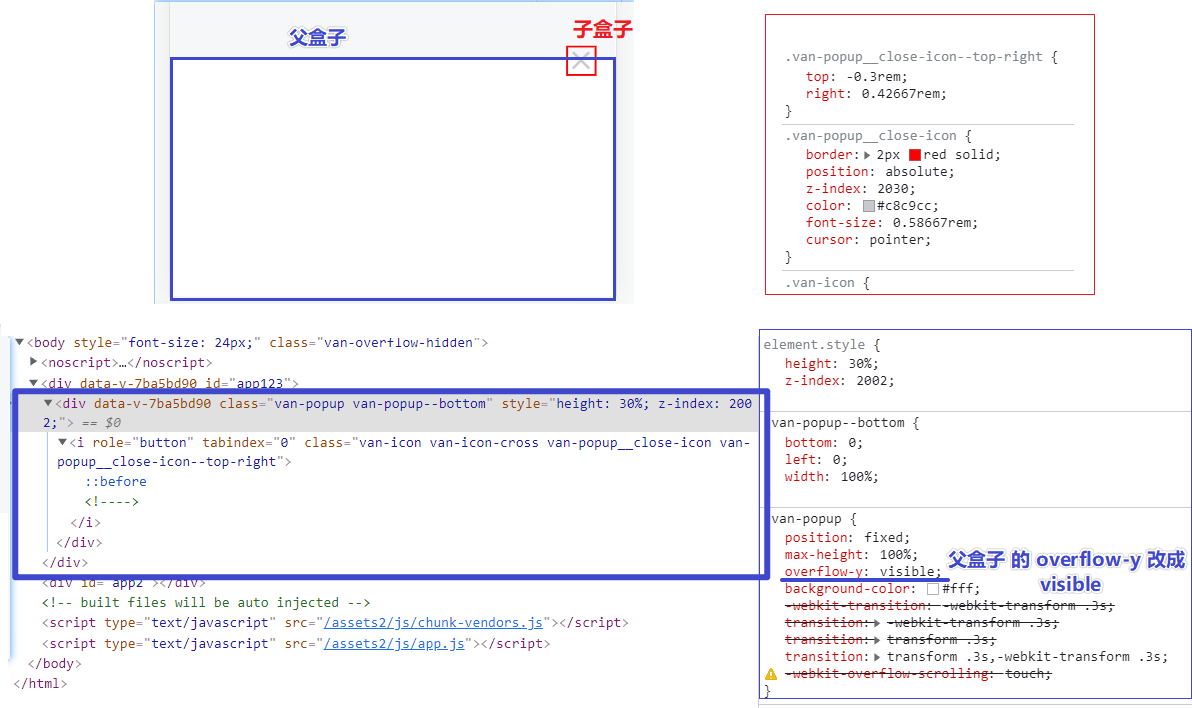 父盒子
子盒子
.van-popup__close-icon--top-right {
top: -0.3rem;
right: 0.42667rem;
}
.van-popup__close-icon {
border: 2px red solid;
position: absolute;
z-index: 2030;
color: #c8c9cc;
font-size: 0.58667rem;
cursor: pointer;
}
.van-icon {
<body style="font-size: 24px;" class="van-overflow-hidden">
<noscript>…</noscript>
<div data-v-7ba5bd90 id="app123">
<div data-v-7ba5bd90 class="van-popup van-popup--bottom" style="height: 30%; z-index: 200
2;"> == $0
<i role="button" tabindex="0" class="van-icon van-icon-cross van-popup__close-icon van-
popup__close-icon--top-right">
::before
<!---->
</i>
</div>
</div>
<div id="app2"></div>
<!-- built files will be auto injected -->
<script type="text/javascript" src="/assets2/js/chunk-vendors.js"></script>
<script type="text/javascript" src="/assets2/js/app.js"></script>
</body>
</html>
element.style {
height: 30%;
z-index: 2002;
van-popup--bottom {
bottom: 0;
left: 0;
width: 100%;
van-popup {
position: fixed;
max-height: 100%;
overflow-y: visible;
父盒子 的 overflow-y 改成
visible
background-color: #fff;
-webkit-transition: -webkit-transform .3s;
transition: -webkit-transform .3s;
transition: transform .3s;
transition: transform .3s,-webkit-transform .3s;
-webkit-overflow-scrolling: touch;
}